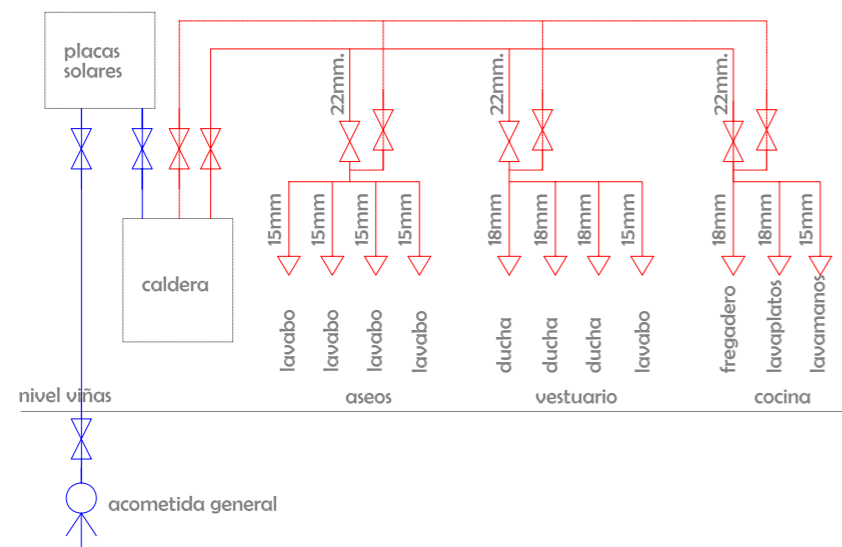 placas
solares
22mm.
22mm.
22mm.
15mm
15mm
15mm
15mm
18mm
18mm
18mm
15mm
18mm
18mm
15mm
caldera
lavabo
lavabo
lavabo
lavabo
ducha
ducha
ducha
lavabo
fregadero
lavaplatos
lavamanos
nivel viñas
aseos
vestuario
cocina
acometida general